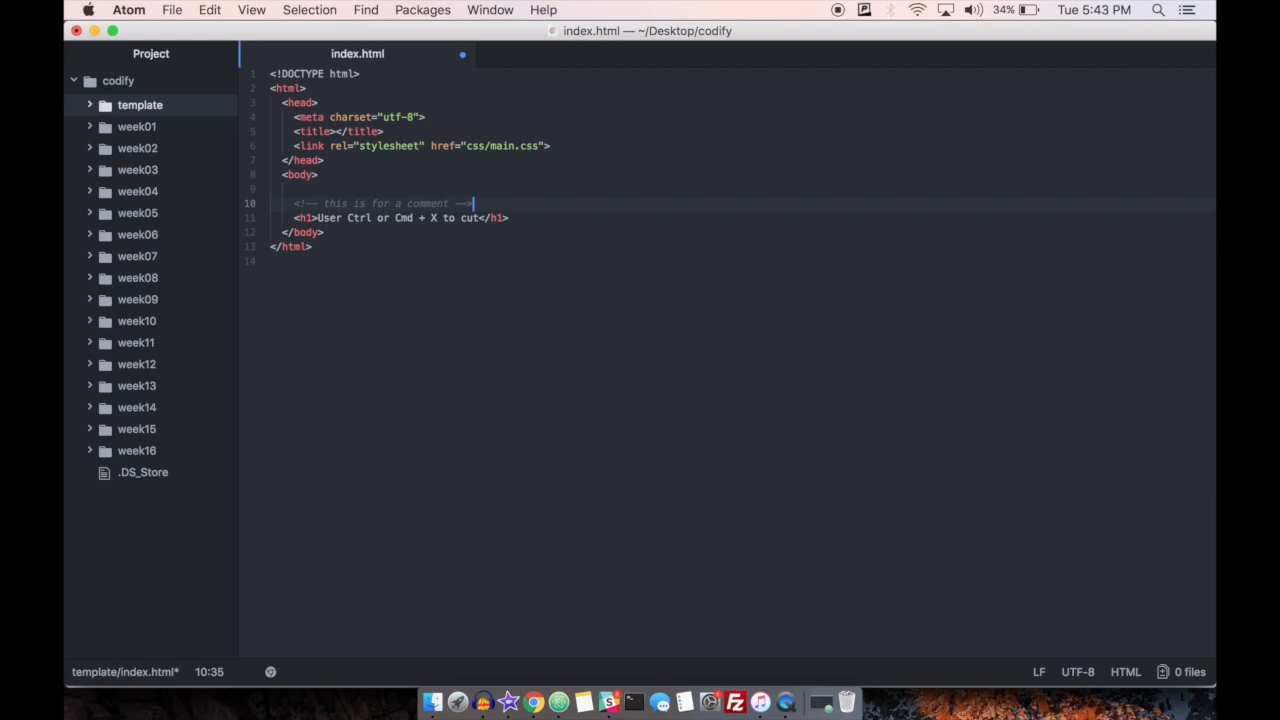 Atom File Edit View Selection Find Packages Window Help 34% Tue 5:43 PM
index.html — ~/Desktop/codify
Project
index.html
codify
template
week01
week02
week03
week04
week05
week06
week07
week08
week09
week10
week11
week12
week13
week14
week15
week16
.DS_Store
1 <!DOCTYPE html>
2 <html>
3 <head>
4 <meta charset="utf-8">
5 <title></title>
6 <link rel="stylesheet" href="css/main.css">
7 </head>
8 <body>
9
10 <!-- this is for a comment -->
11 <h1>User Ctrl or Cmd + X to cut</h1>
12 </body>
13 </html>
14
template/index.html* 10:35 LF UTF-8 HTML 0 files